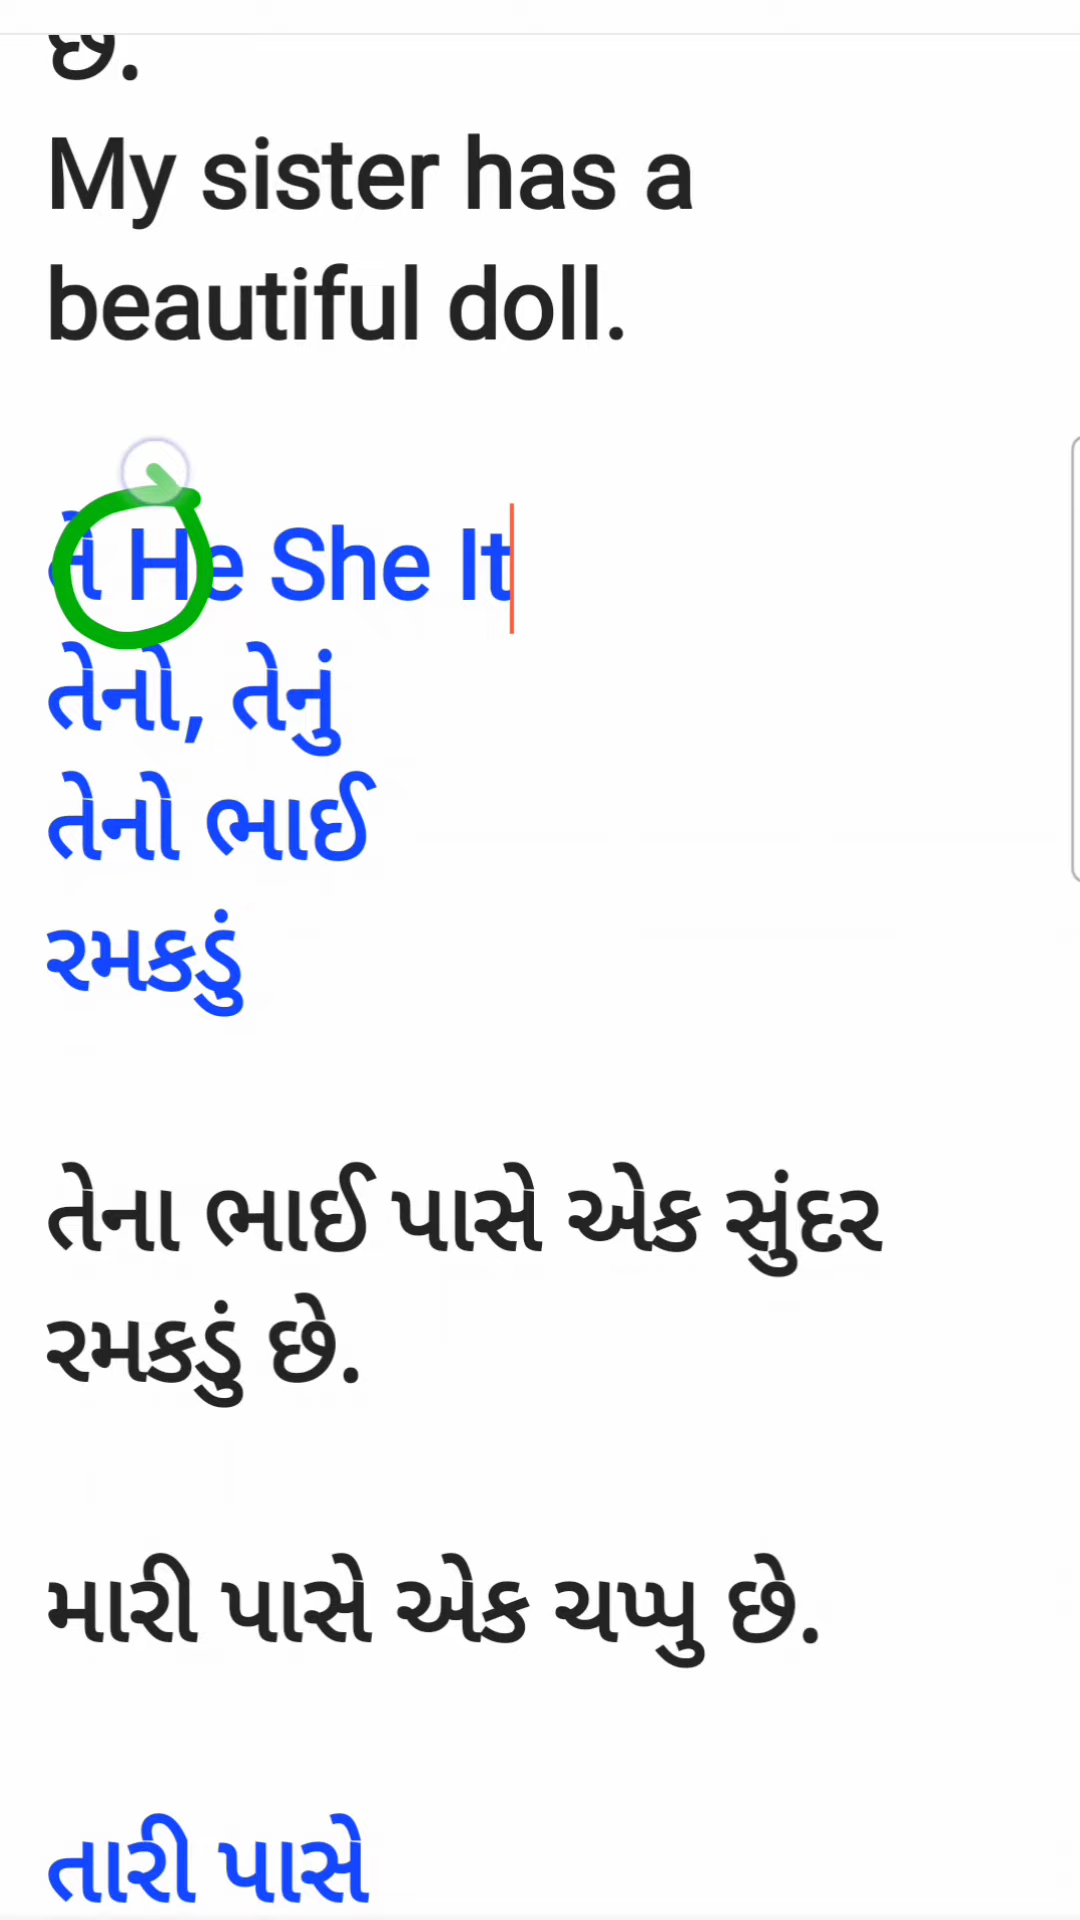 છે.
My sister has a
beautiful doll.
તે He She It
તેનો, તેનું
તેનો ભાઈ
રમકડું
તેના ભાઈ પાસે એક સુંદર
રમકડું છે.
મારી પાસે એક ચપ્પુ છે.
તારી પાસે